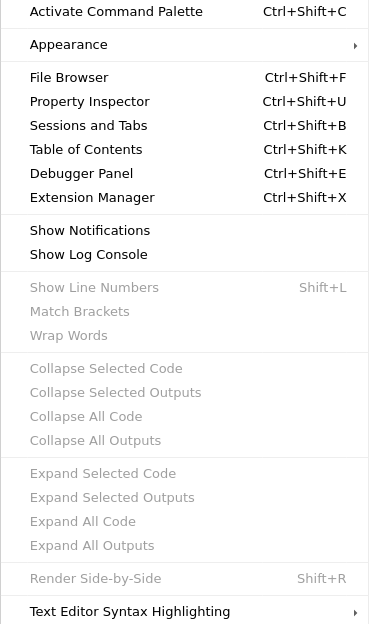 Activate Command Palette Ctrl+Shift+C
Appearance
File Browser Ctrl+Shift+F
Property Inspector Ctrl+Shift+U
Sessions and Tabs Ctrl+Shift+B
Table of Contents Ctrl+Shift+K
Debugger Panel Ctrl+Shift+E
Extension Manager Ctrl+Shift+X
Show Notifications
Show Log Console
Show Line Numbers Shift+L
Match Brackets
Wrap Words
Collapse Selected Code
Collapse Selected Outputs
Collapse All Code
Collapse All Outputs
Expand Selected Code
Expand Selected Outputs
Expand All Code
Expand All Outputs
Render Side-by-Side Shift+R
Text Editor Syntax Highlighting